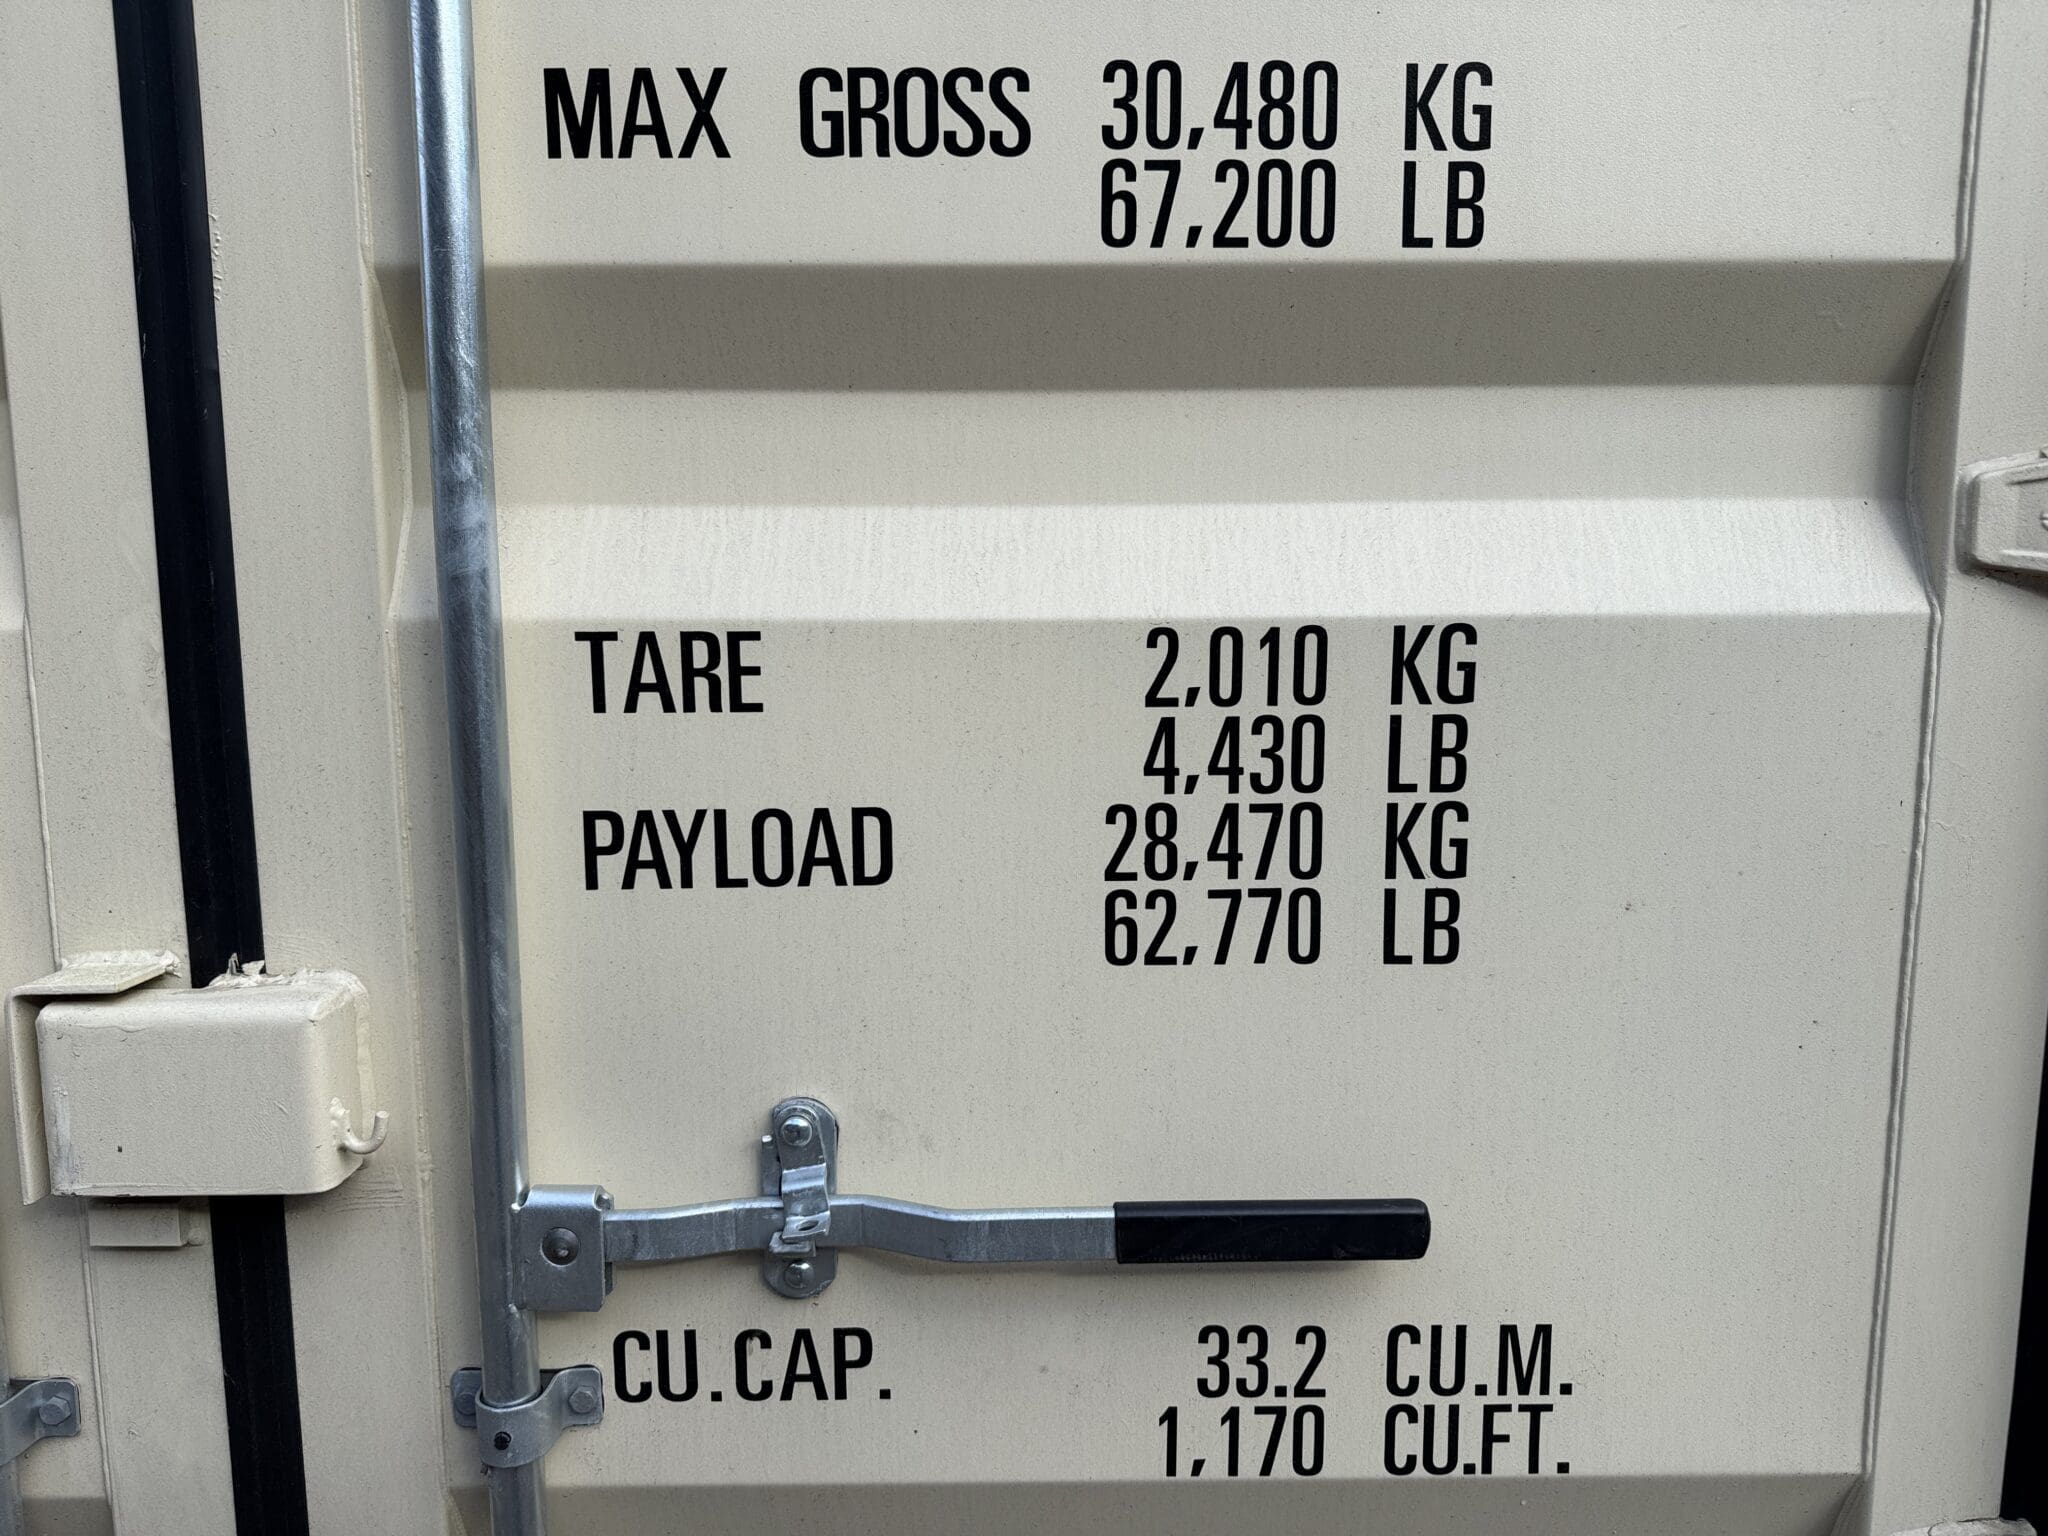 MAX GROSS 30,480 KG
67,200 LB
TARE 2,010 KG
4,430 LB
PAYLOAD 28,470 KG
62,770 LB
CU.CAP. 33.2 CU.M.
1,170 CU.FT.